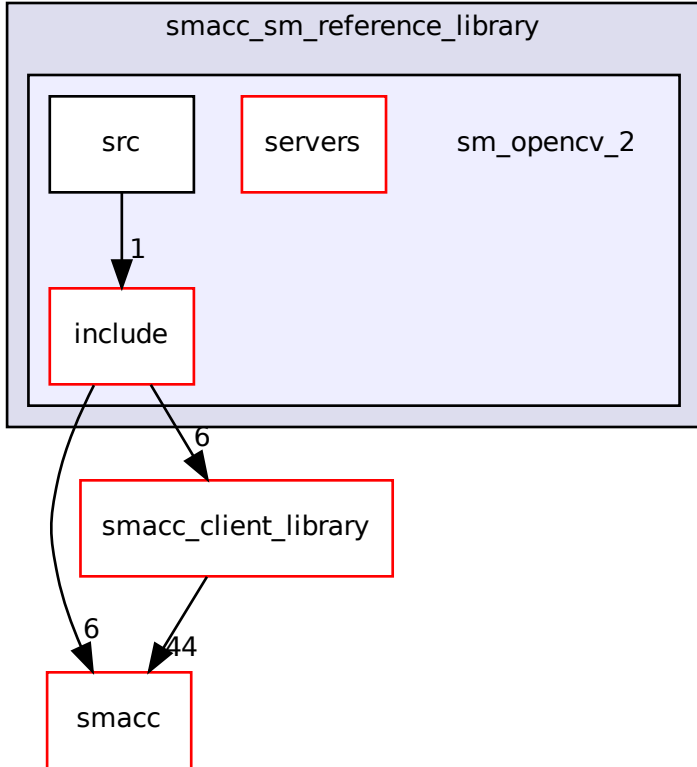 smacc_sm_reference_library
src
servers
sm_opencv_2
1
include
6
smacc_client_library
6
44
smacc